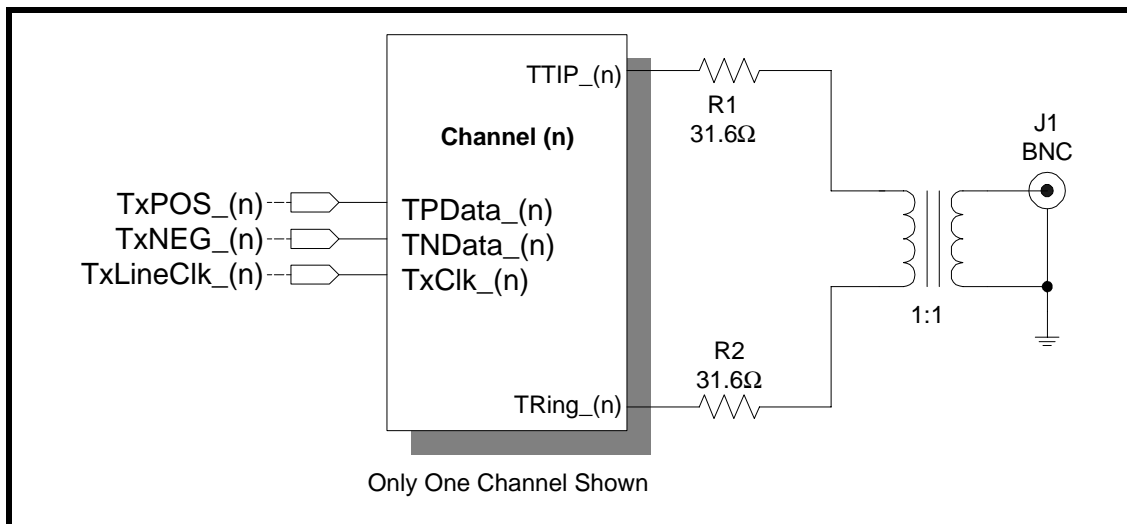 TTIP_(n)
R1
31.6Ω
Channel (n)
J1
BNC
TxPOS_(n)
TPData_(n)
TxNEG_(n)
TNData_(n)
TxLineClk_(n)
TxClk_(n)
1:1
R2
31.6Ω
TRing_(n)
Only One Channel Shown